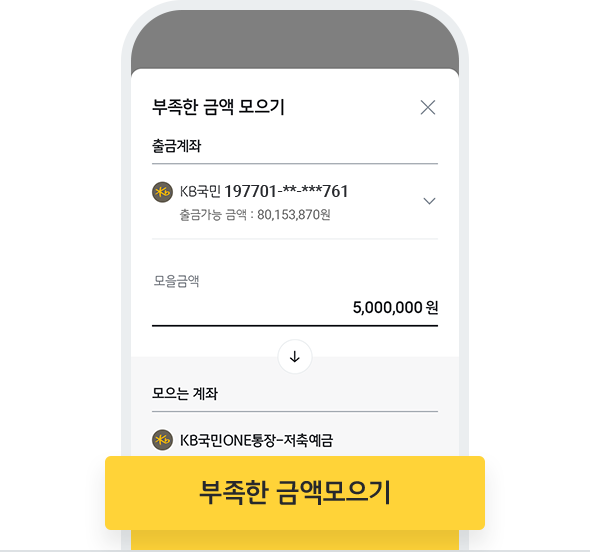 부족한 금액 모으기
출금계좌
KB국민 197701-**-***761
출금가능 금액 : 80,153,870원
모을금액
5,000,000 원
모으는 계좌
KB국민ONE통장-저축예금
부족한 금액모으기